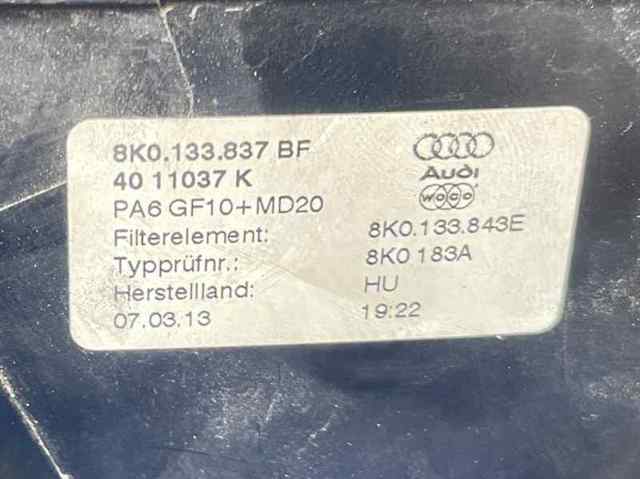 8K0.133.837 BF
40 11037 K
Audi
woco
PA6 GF10+MD20
Filterelement: 8K0.133.843E
Typprüfnr.: 8K0 183A
Herstellland: HU
07.03.13 19:22